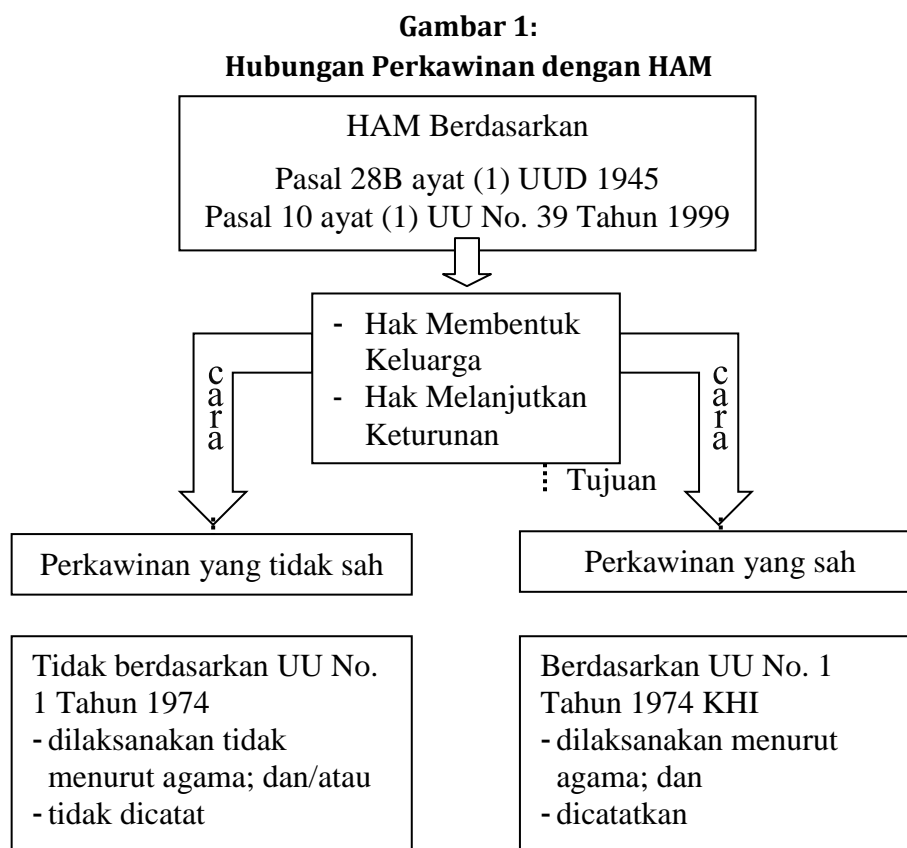 Gambar 1:
Hubungan Perkawinan dengan HAM
HAM Berdasarkan
Pasal 28B ayat (1) UUD 1945
Pasal 10 ayat (1) UU No. 39 Tahun 1999
- Hak Membentuk
Keluarga
- Hak Melanjutkan
Keturunan
cara
cara
Tujuan
Perkawinan yang tidak sah
Perkawinan yang sah
Tidak berdasarkan UU No.
1 Tahun 1974
- dilaksanakan tidak
menurut agama; dan/atau
- tidak dicatat
Berdasarkan UU No. 1
Tahun 1974 KHI
- dilaksanakan menurut
agama; dan
- dicatatkan